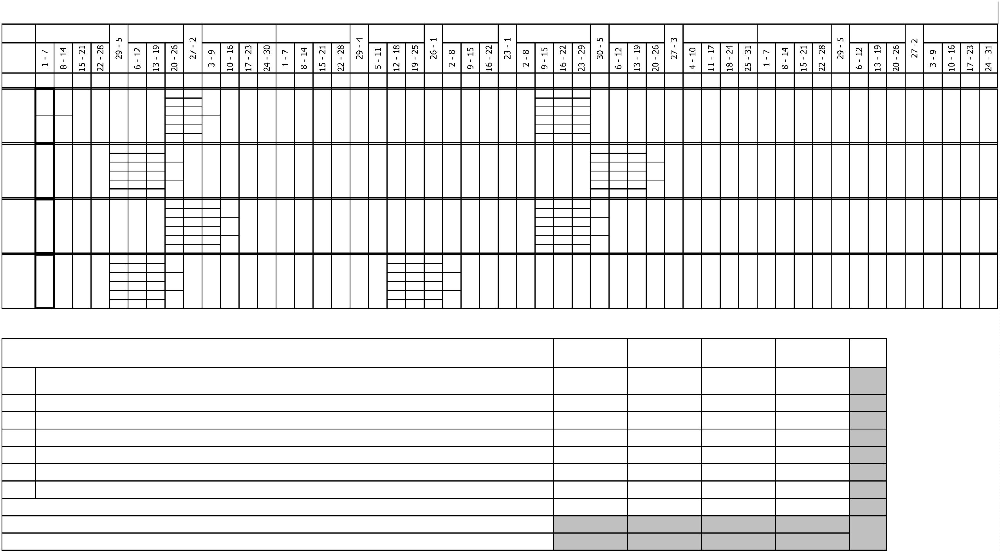 1 - 7
8 - 14
15 - 21
22 - 28
29 - 5
6 - 12
13 - 19
20 - 26
27 - 2
3 - 9
10 - 16
17 - 23
24 - 30
1 - 7
8 - 14
15 - 21
22 - 28
29 - 4
5 - 11
12 - 18
19 - 25
26 - 1
2 - 8
9 - 15
16 - 22
23 - 1
2 - 8
9 - 15
16 - 22
23 - 29
30 - 5
6 - 12
13 - 19
20 - 26
27 - 3
4 - 10
11 - 17
18 - 24
25 - 31
1 - 7
8 - 14
15 - 21
22 - 28
29 - 5
6 - 12
13 - 19
20 - 26
27 -2
3 - 9
10 - 16
17 - 23
24 - 31